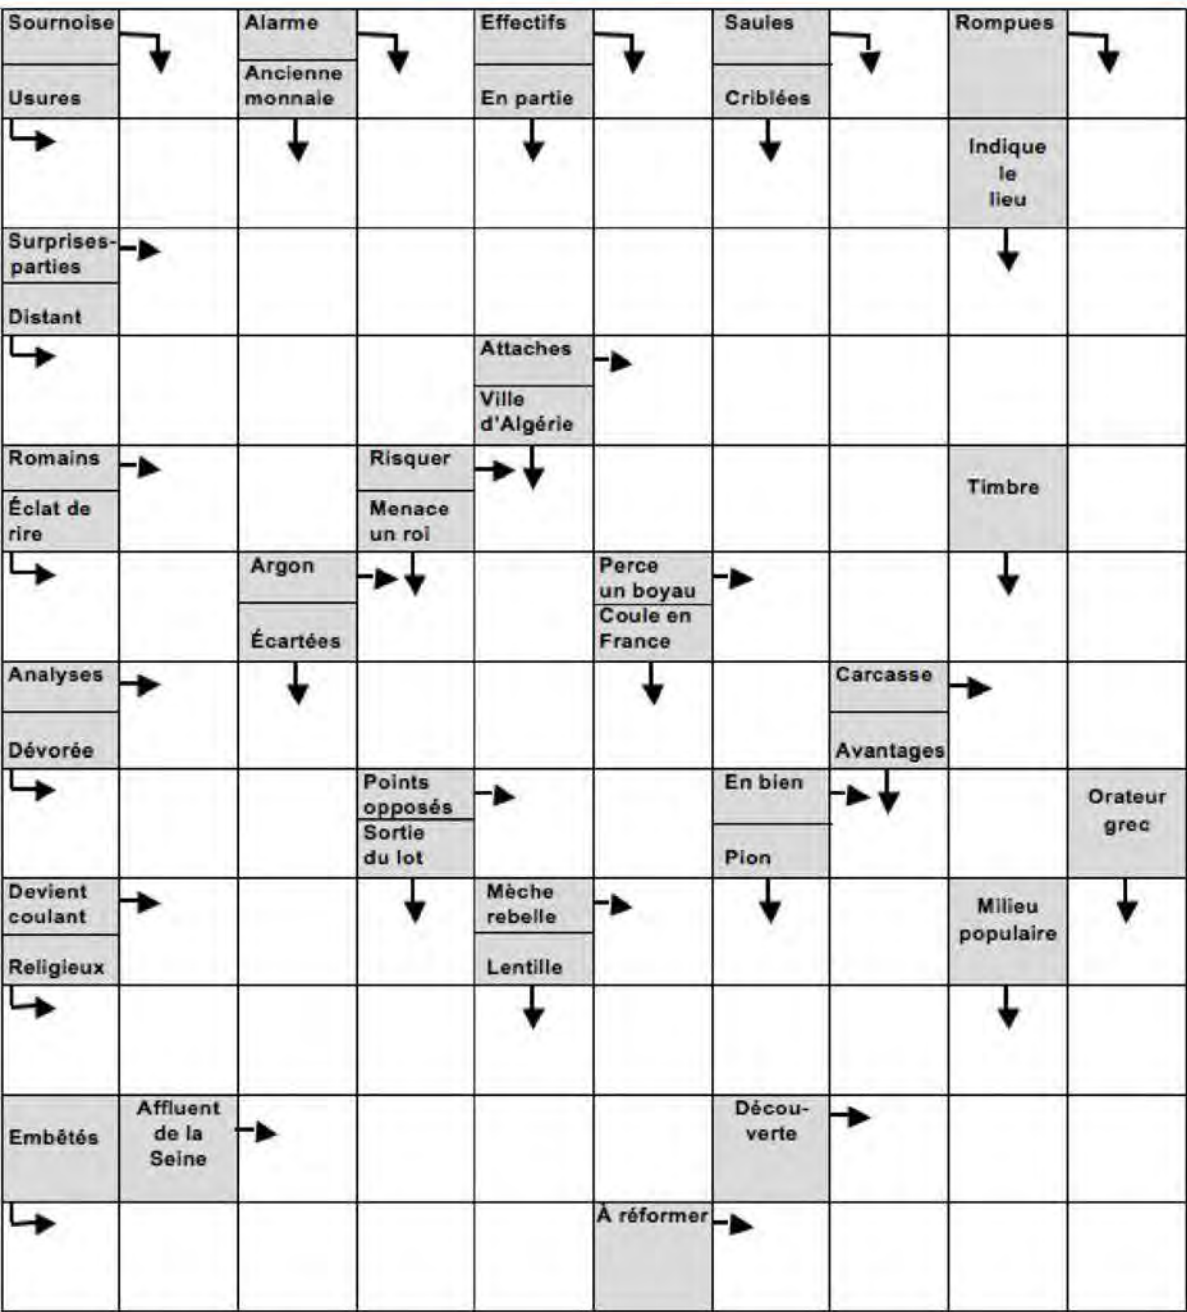 Sournoise
Usures
Alarme
Ancienne
monnaie
Effectifs
En partie
Saules
Criblées
Rompues
Indique
le
lieu
Surprises-
parties
Distant
Attaches
Ville
d'Algérie
Romains
Éclat de
rire
Risquer
Menace
un roi
Timbre
Argon
Écartées
Perce
un boyau
Coule en
France
Analyses
Dévorée
Carcasse
Avantages
Points
opposés
Sortie
du lot
En bien
Pion
Orateur
grec
Devient
coulant
Religieux
Mèche
rebelle
Lentille
Milieu
populaire
Embêtés
Affluent
de la
Seine
Décou-
verte
À réformer